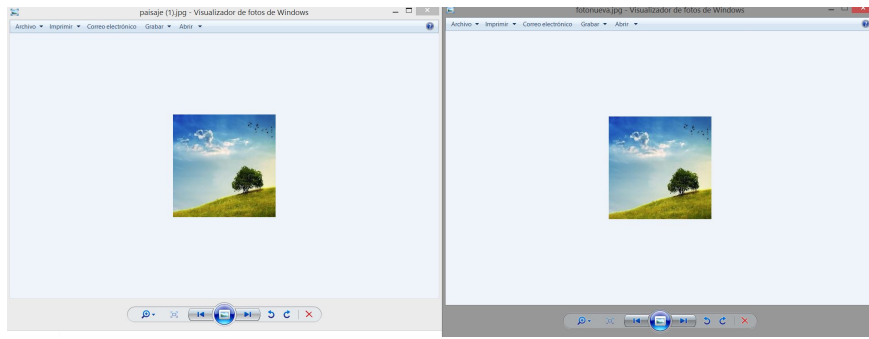 paisaje (1).jpg - Visualizador de fotos de Windows
Archivo Imprimir Correo electrónico Grabar Abrir
fotonueva.jpg - Visualizador de fotos de Windows
Archivo Imprimir Correo electrónico Grabar Abrir